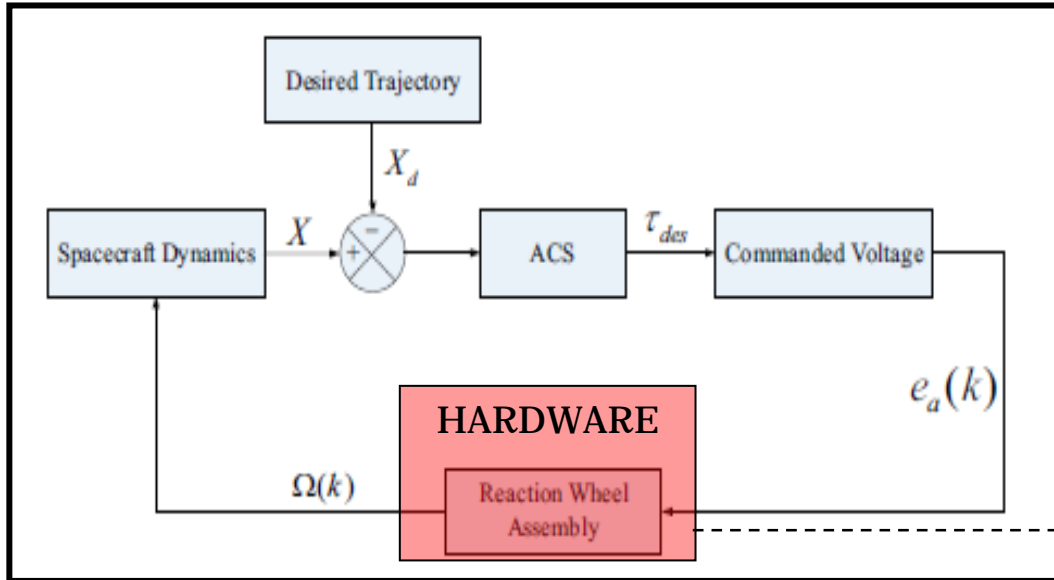 Desired Trajectory
X_d
Spacecraft Dynamics
X
+
−
ACS
τ_des
Commanded Voltage
e_a(k)
HARDWARE
Ω(k)
Reaction Wheel
Assembly